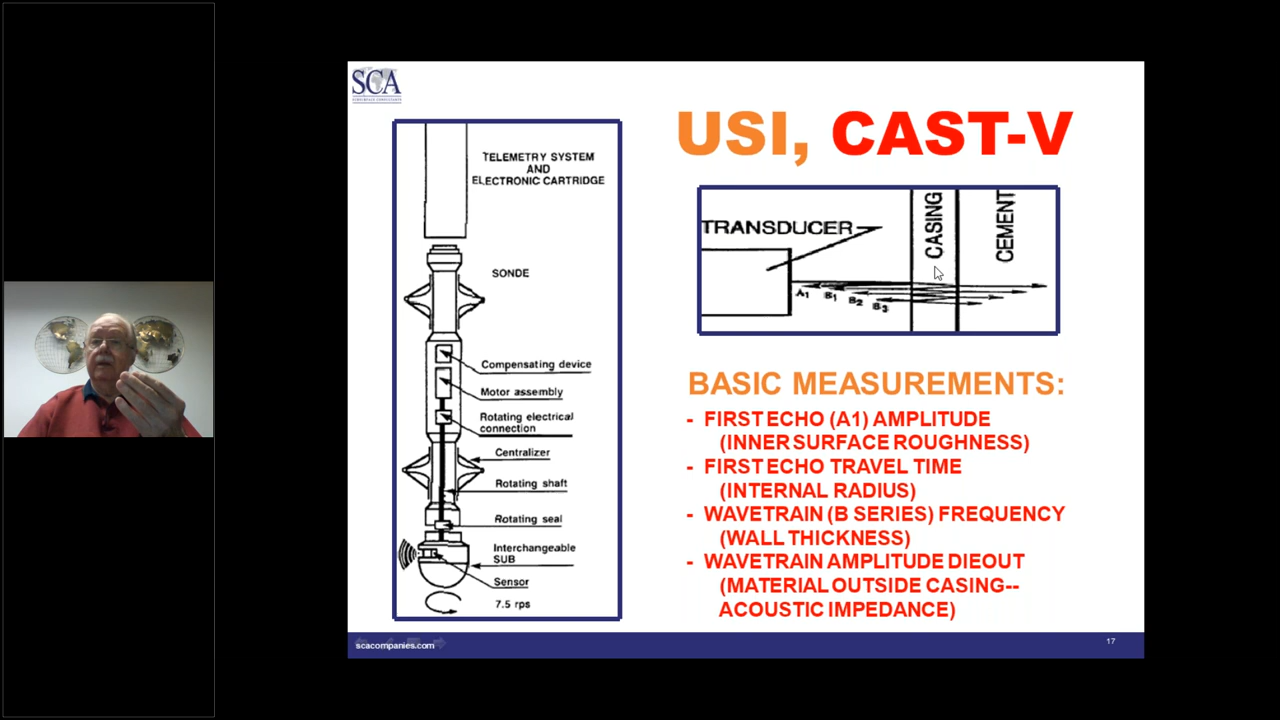 SCA
USI, CAST-V
TELEMETRY SYSTEM
AND
ELECTRONIC CARTRIDGE
SONDE
Compensating device
Motor assembly
Rotating electrical
connection
Centralizer
Rotating shaft
Rotating seal
Interchangeable
SUB
Sensor
7.5 rps
TRANSDUCER
CASING
CEMENT
A1 B1 B2 B3
BASIC MEASUREMENTS:
- FIRST ECHO (A1) AMPLITUDE
(INNER SURFACE ROUGHNESS)
- FIRST ECHO TRAVEL TIME
(INTERNAL RADIUS)
- WAVETRAIN (B SERIES) FREQUENCY
(WALL THICKNESS)
- WAVETRAIN AMPLITUDE DIEOUT
(MATERIAL OUTSIDE CASING--
ACOUSTIC IMPEDANCE)
scacompanies.com
17